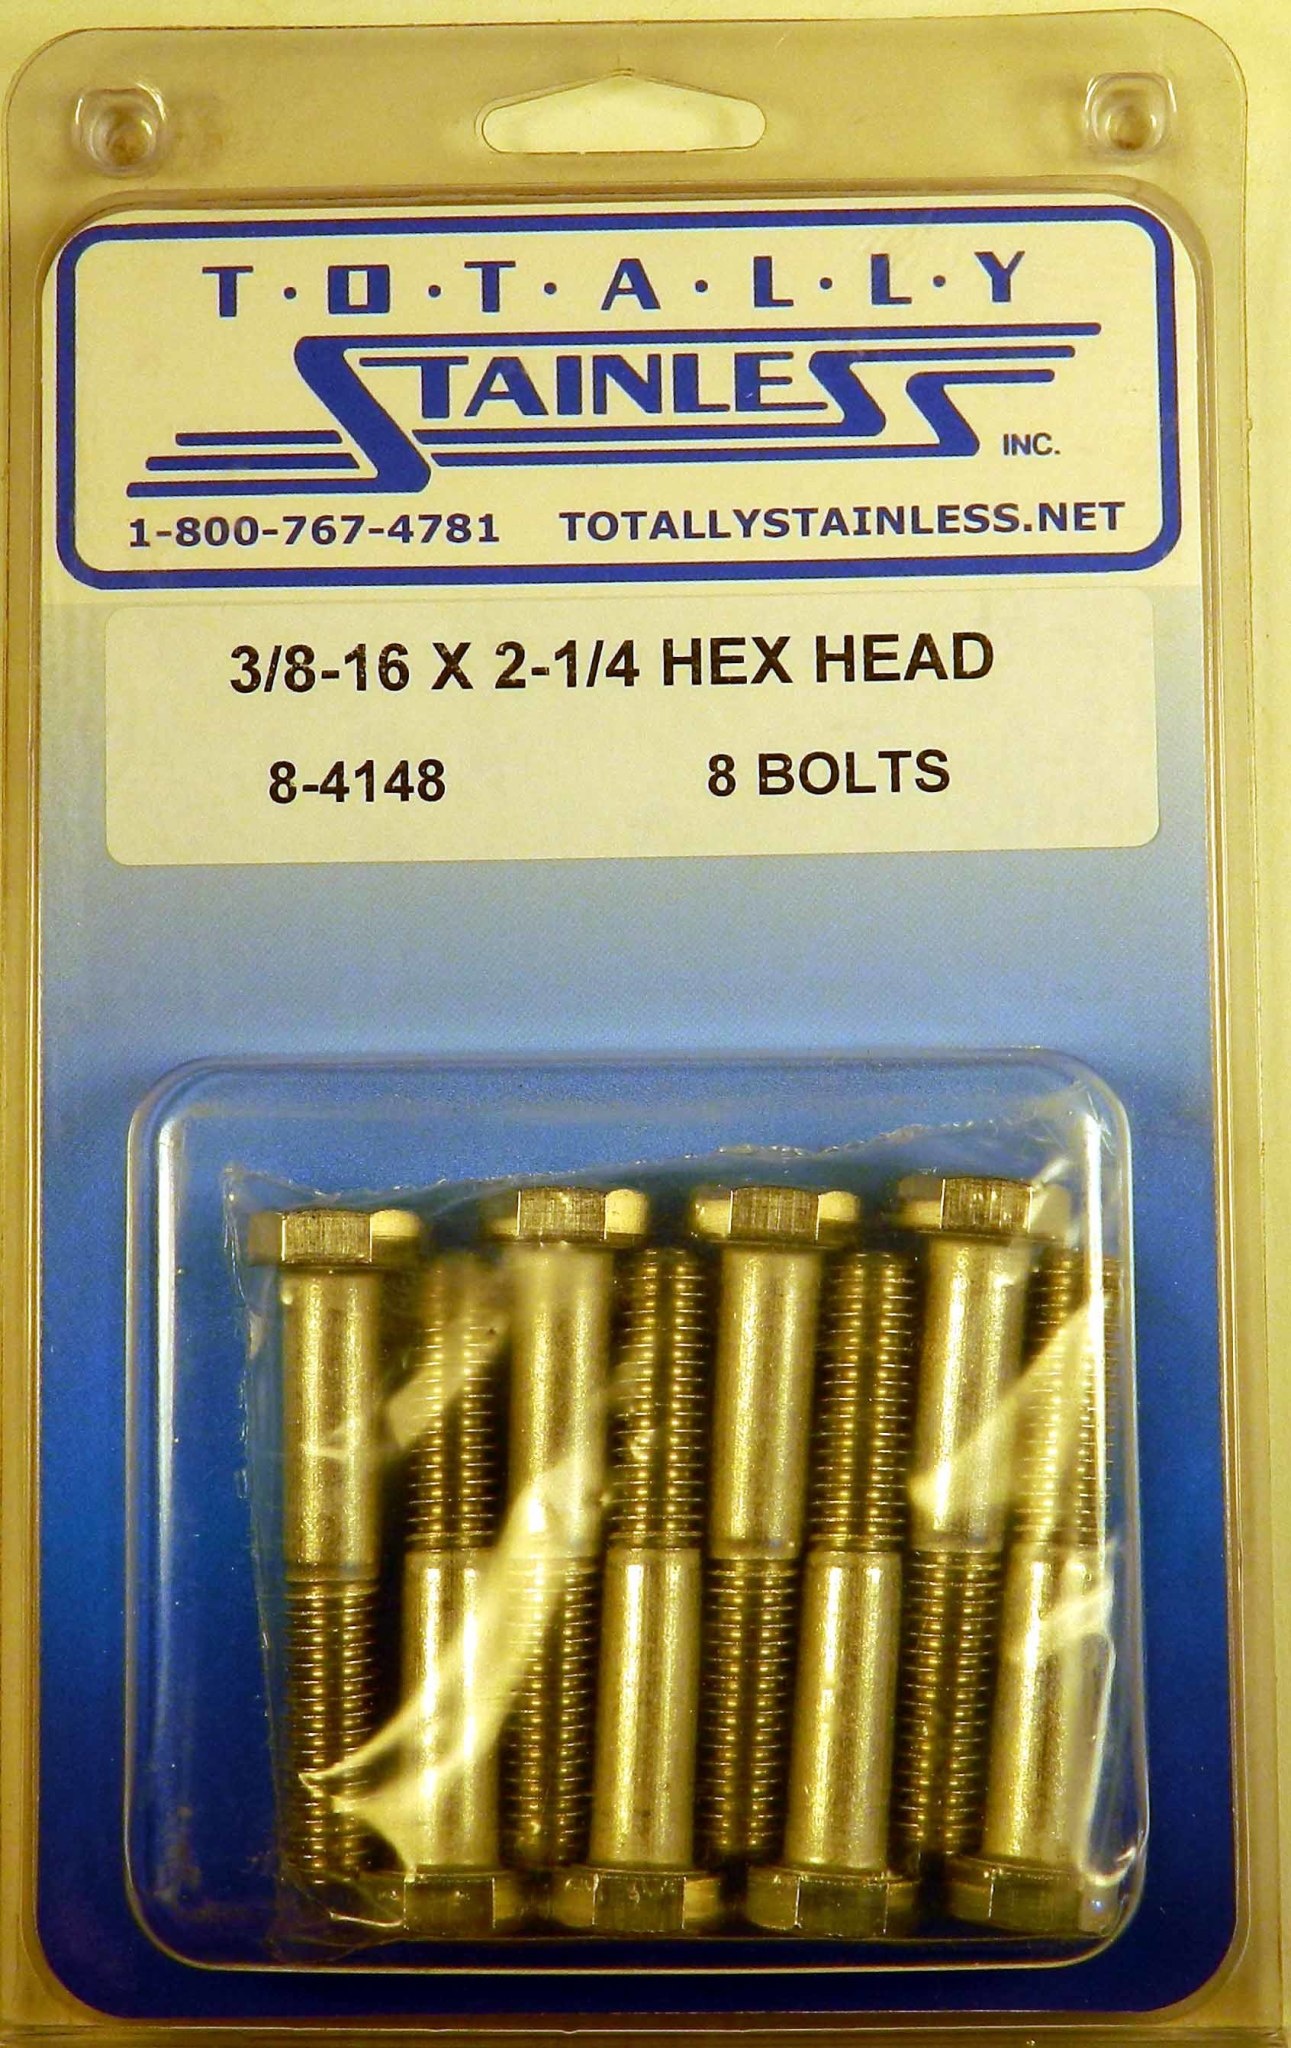 T·O·T·A·L·L·Y
STAINLESS INC.
1-800-767-4781 TOTALLYSTAINLESS.NET
3/8-16 X 2-1/4 HEX HEAD
8-4148 8 BOLTS